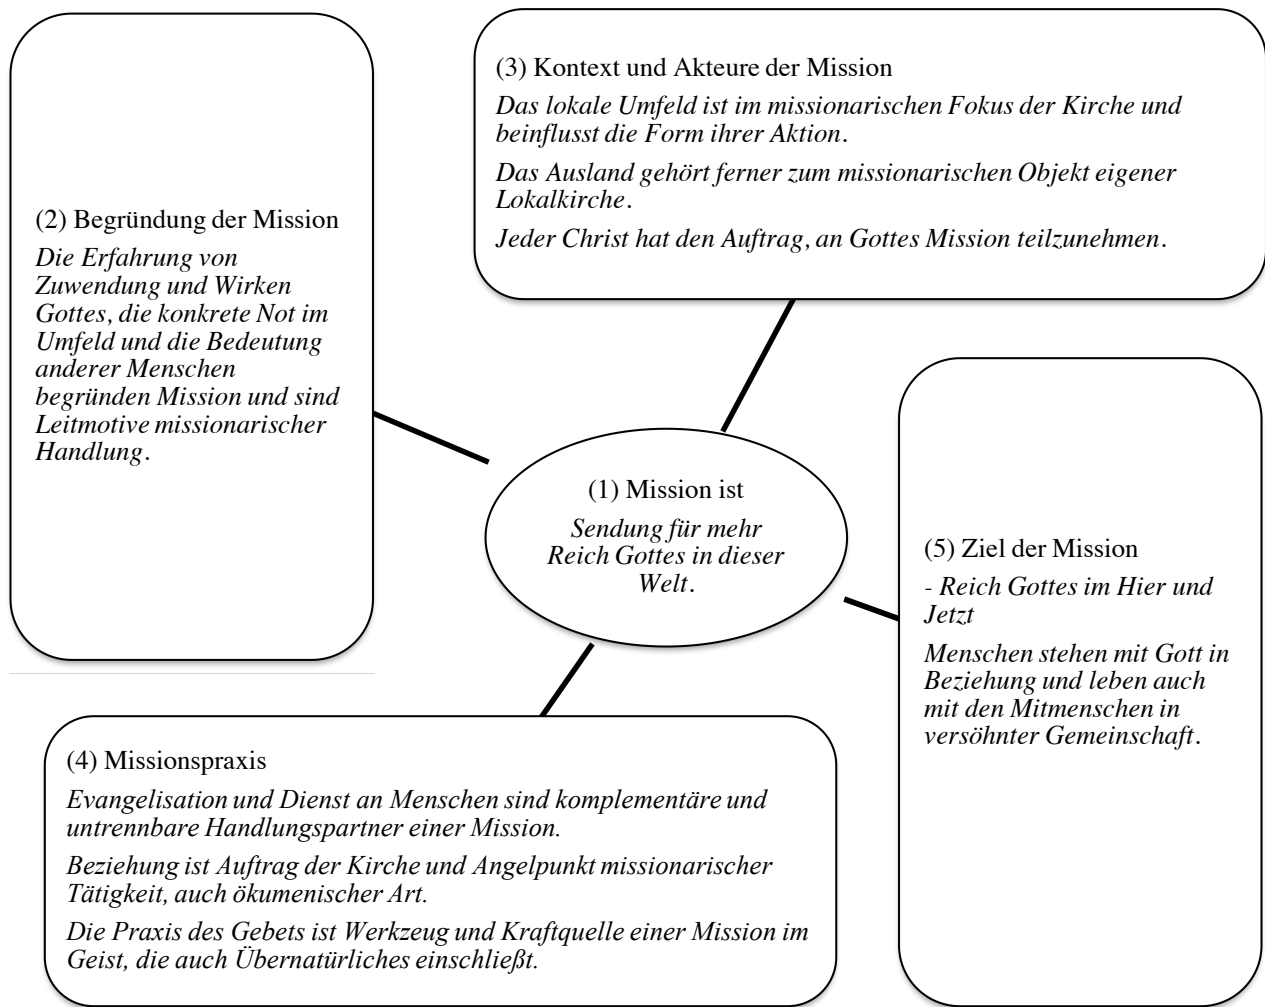 (1) Mission ist
Sendung für mehr
Reich Gottes in dieser
Welt.
(2) Begründung der Mission
Die Erfahrung von
Zuwendung und Wirken
Gottes, die konkrete Not im
Umfeld und die Bedeutung
anderer Menschen
begründen Mission und sind
Leitmotive missionarischer
Handlung.
(3) Kontext und Akteure der Mission
Das lokale Umfeld ist im missionarischen Fokus der Kirche und
beinflusst die Form ihrer Aktion.
Das Ausland gehört ferner zum missionarischen Objekt eigener
Lokalkirche.
Jeder Christ hat den Auftrag, an Gottes Mission teilzunehmen.
(4) Missionspraxis
Evangelisation und Dienst an Menschen sind komplementäre und
untrennbare Handlungspartner einer Mission.
Beziehung ist Auftrag der Kirche und Angelpunkt missionarischer
Tätigkeit, auch ökumenischer Art.
Die Praxis des Gebets ist Werkzeug und Kraftquelle einer Mission im
Geist, die auch Übernatürliches einschließt.
(5) Ziel der Mission
- Reich Gottes im Hier und
Jetzt
Menschen stehen mit Gott in
Beziehung und leben auch
mit den Mitmenschen in
versöhnter Gemeinschaft.